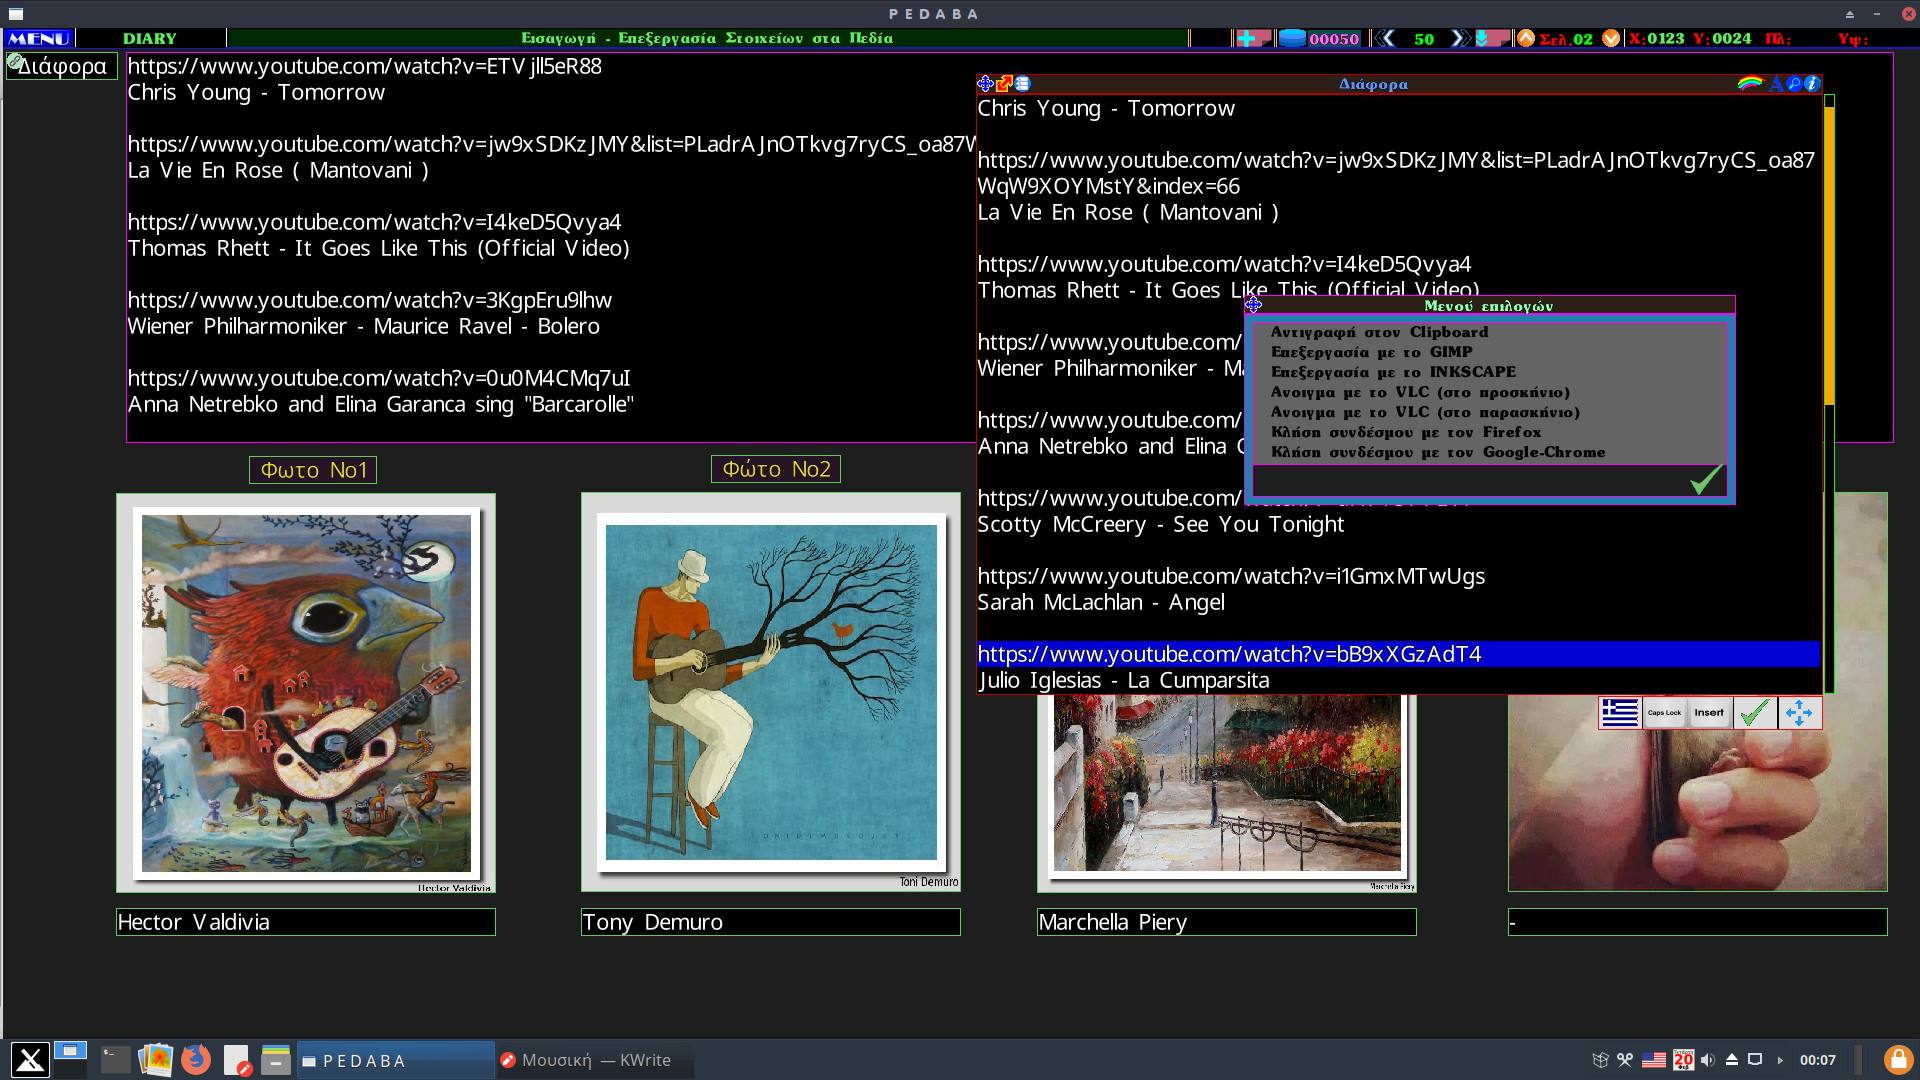 PEDABA
MENU
DIARY
Εισαγωγή - Επεξεργασία Στοιχείων στα Πεδία
00050
50
Σελ.02
X:0123 Y:0024 Πλ: Υψ:
Διάφορα
https://www.youtube.com/watch?v=ETVjll5eR88
Chris Young - Tomorrow
https://www.youtube.com/watch?v=jw9xSDKzJMY&list=PLadrAJnOTkvg7ryCS_oa87W
La Vie En Rose ( Mantovani )
https://www.youtube.com/watch?v=I4keD5Qvya4
Thomas Rhett - It Goes Like This (Official Video)
https://www.youtube.com/watch?v=3KgpEru9lhw
Wiener Philharmoniker - Maurice Ravel - Bolero
https://www.youtube.com/watch?v=0u0M4CMq7uI
Anna Netrebko and Elina Garanca sing "Barcarolle"
Διάφορα
Chris Young - Tomorrow
https://www.youtube.com/watch?v=jw9xSDKzJMY&list=PLadrAJnOTkvg7ryCS_oa87
WqW9XOYMstY&index=66
La Vie En Rose ( Mantovani )
https://www.youtube.com/watch?v=I4keD5Qvya4
Thomas Rhett - It Goes Like This (Official Video)
https://www.youtube.com/watch?v=
Wiener Philharmoniker - Ma
https://www.youtube.com/watch?v=
Anna Netrebko and Elina G
https://www.youtube.com/
Scotty McCreery - See You Tonight
https://www.youtube.com/watch?v=i1GmxMTwUgs
Sarah McLachlan - Angel
https://www.youtube.com/watch?v=bB9xXGzAdT4
Julio Iglesias - La Cumparsita
Μενού επιλογών
Αντιγραφή στον Clipboard
Επεξεργασία με το GIMP
Επεξεργασία με το INKSCAPE
Ανοιγμα με το VLC (στο προσκήνιο)
Ανοιγμα με το VLC (στο παρασκήνιο)
Κλήση συνδέσμου με τον Firefox
Κλήση συνδέσμου με τον Google-Chrome
Caps Lock
Insert
Φωτο Νο1
Φώτο Νο2
Hector Valdivia
Toni Demuro
Marchella Piery
Hector Valdivia
Tony Demuro
Marchella Piery
-
PEDABA
Μουσική — KWrite
20
00:07